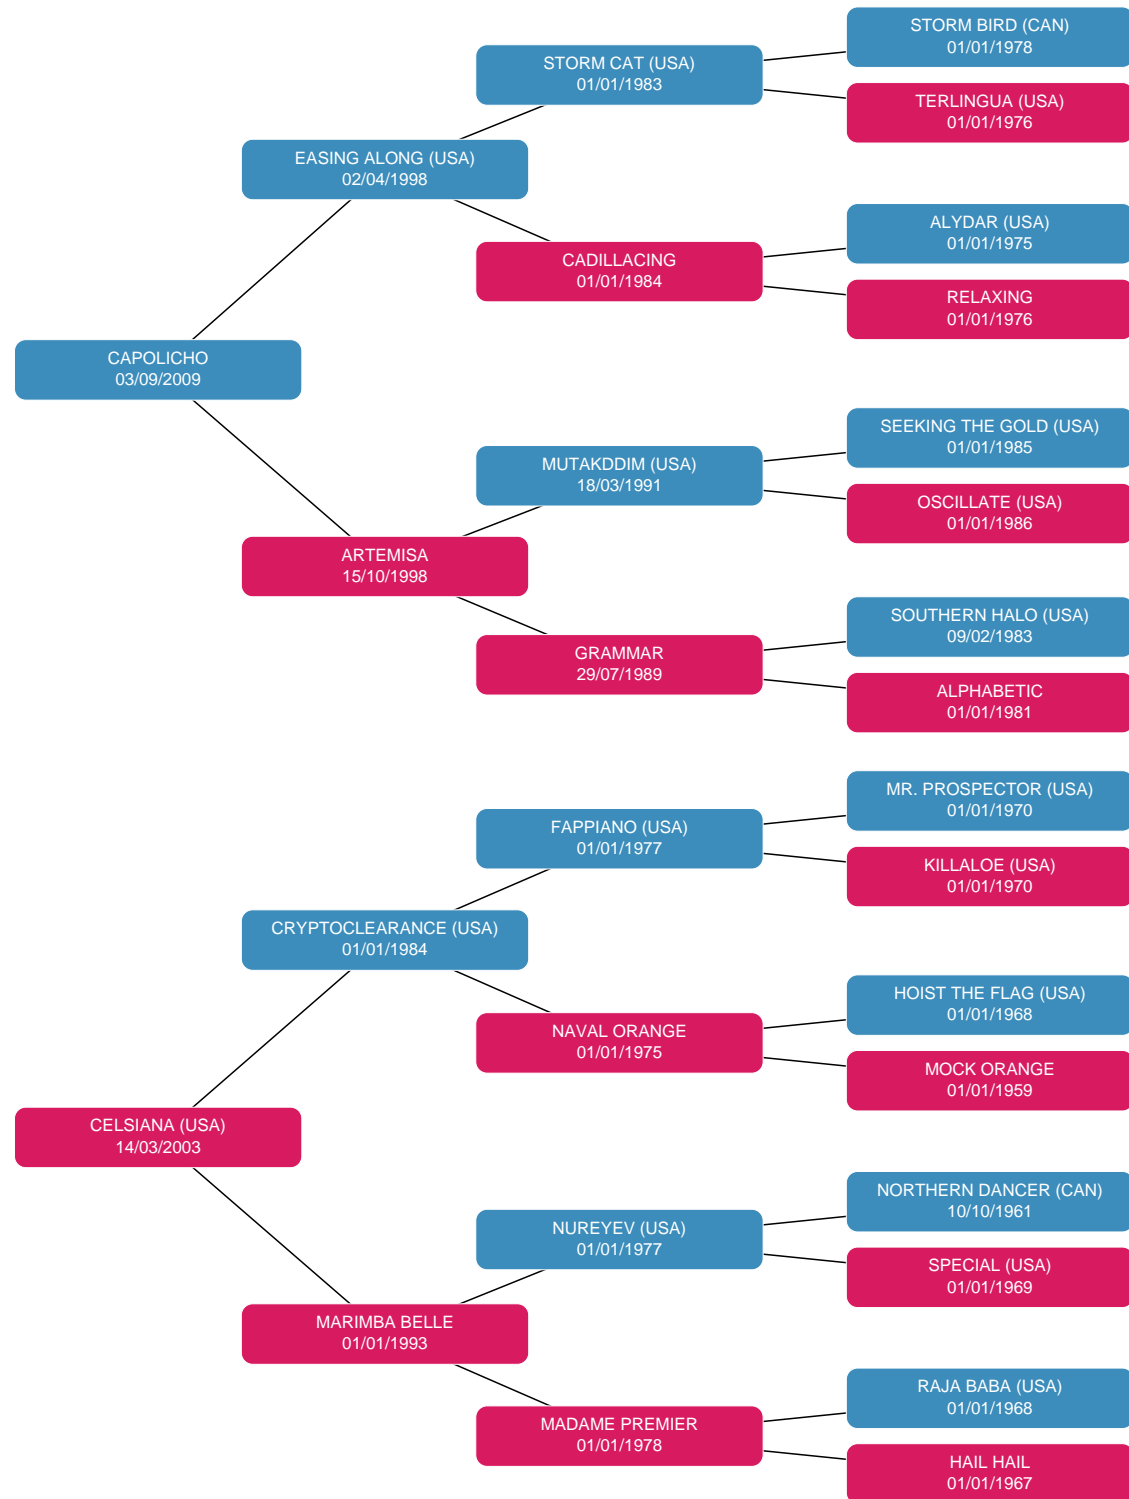 STORM BIRD (CAN)
01/01/1978
STORM CAT (USA)
01/01/1983
TERLINGUA (USA)
01/01/1976
EASING ALONG (USA)
02/04/1998
ALYDAR (USA)
01/01/1975
CADILLACING
01/01/1984
RELAXING
01/01/1976
CAPOLICHO
03/09/2009
SEEKING THE GOLD (USA)
01/01/1985
MUTAKDDIM (USA)
18/03/1991
OSCILLATE (USA)
01/01/1986
ARTEMISA
15/10/1998
SOUTHERN HALO (USA)
09/02/1983
GRAMMAR
29/07/1989
ALPHABETIC
01/01/1981
MR. PROSPECTOR (USA)
01/01/1970
FAPPIANO (USA)
01/01/1977
KILLALOE (USA)
01/01/1970
CRYPTOCLEARANCE (USA)
01/01/1984
HOIST THE FLAG (USA)
01/01/1968
NAVAL ORANGE
01/01/1975
MOCK ORANGE
01/01/1959
CELSIANA (USA)
14/03/2003
NORTHERN DANCER (CAN)
10/10/1961
NUREYEV (USA)
01/01/1977
SPECIAL (USA)
01/01/1969
MARIMBA BELLE
01/01/1993
RAJA BABA (USA)
01/01/1968
MADAME PREMIER
01/01/1978
HAIL HAIL
01/01/1967